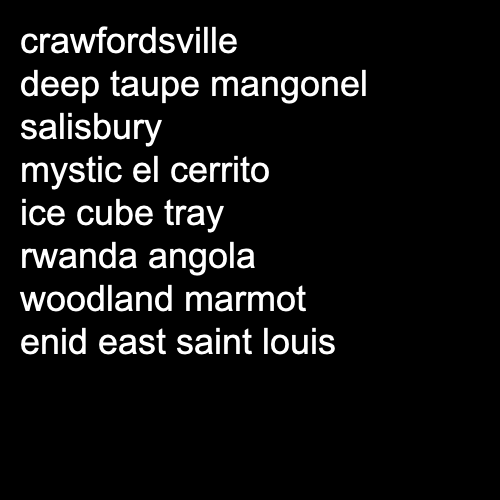 crawfordsville
deep taupe mangonel
salisbury
mystic el cerrito
ice cube tray
rwanda angola
woodland marmot
enid east saint louis